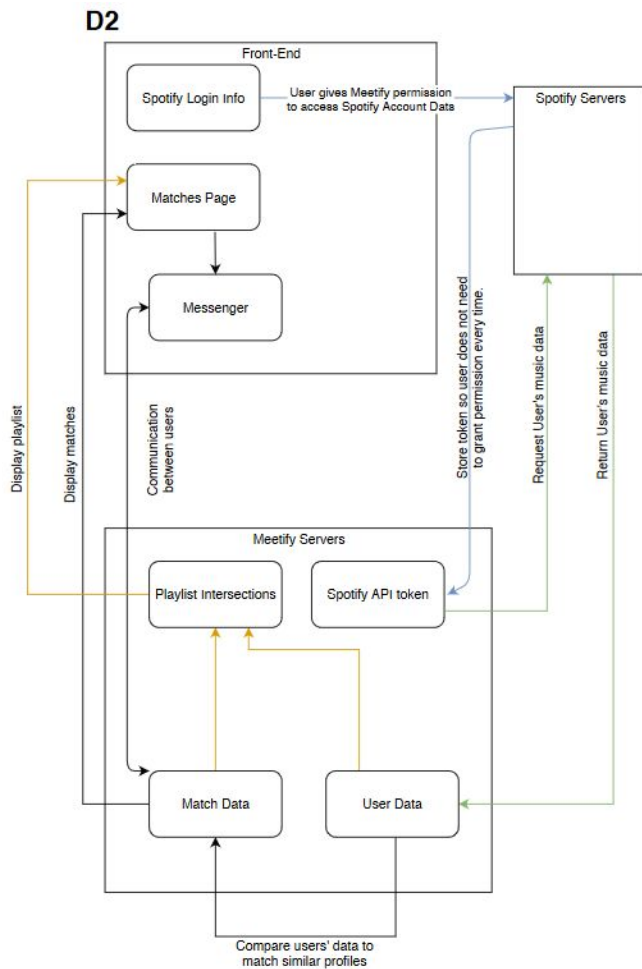 D2
Front-End
Spotify Login Info
User gives Meetify permission
to access Spotify Account Data
Spotify Servers
Matches Page
Messenger
Display playlist
Display matches
Communication
between users
Store token so user does not need
to grant permission every time.
Request User's music data
Return User's music data
Meetify Servers
Playlist Intersections
Spotify API token
Match Data
User Data
Compare users' data to
match similar profiles